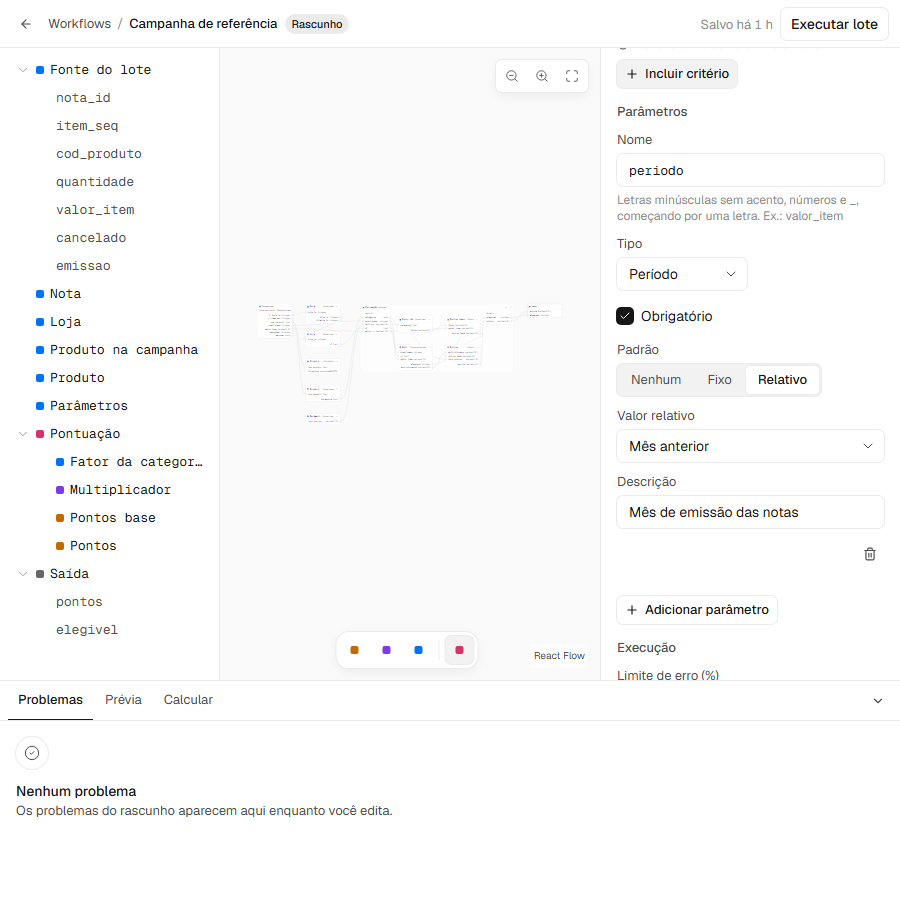 Workflows / Campanha de referência Rascunho
Salvo há 1 h
Executar lote
Fonte do lote
nota_id
item_seq
cod_produto
quantidade
valor_item
cancelado
emissao
Nota
Loja
Produto na campanha
Produto
Parâmetros
Pontuação
Fator da categor…
Multiplicador
Pontos base
Pontos
Saída
pontos
elegivel
React Flow
Incluir critério
Parâmetros
Nome
periodo
Letras minúsculas sem acento, números e _,
começando por uma letra. Ex.: valor_item
Tipo
Período
Obrigatório
Padrão
Nenhum Fixo Relativo
Valor relativo
Mês anterior
Descrição
Mês de emissão das notas
Adicionar parâmetro
Execução
Limite de erro (%)
Problemas Prévia Calcular
Nenhum problema
Os problemas do rascunho aparecem aqui enquanto você edita.